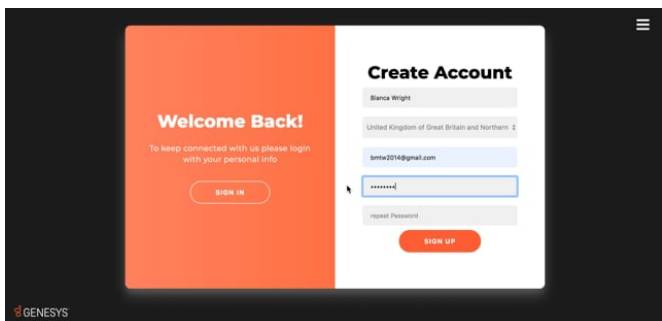 Welcome Back!
To keep connected with us please login
with your personal info
SIGN IN
Create Account
Bianca Wright
United Kingdom of Great Britain and Northern
bmlw2014@gmail.com
••••••••
repeat Password
SIGN UP
GENESYS